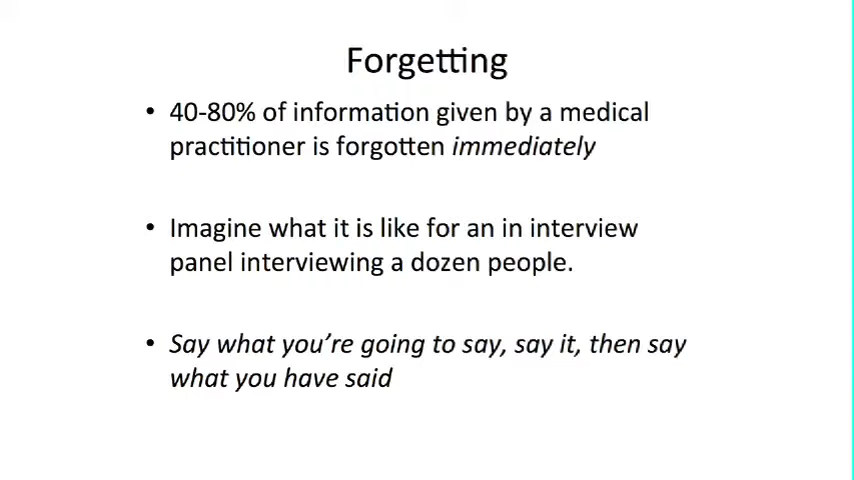 Forgetting
• 40-80% of information given by a medical
practitioner is forgotten immediately
• Imagine what it is like for an in interview
panel interviewing a dozen people.
• Say what you’re going to say, say it, then say
what you have said